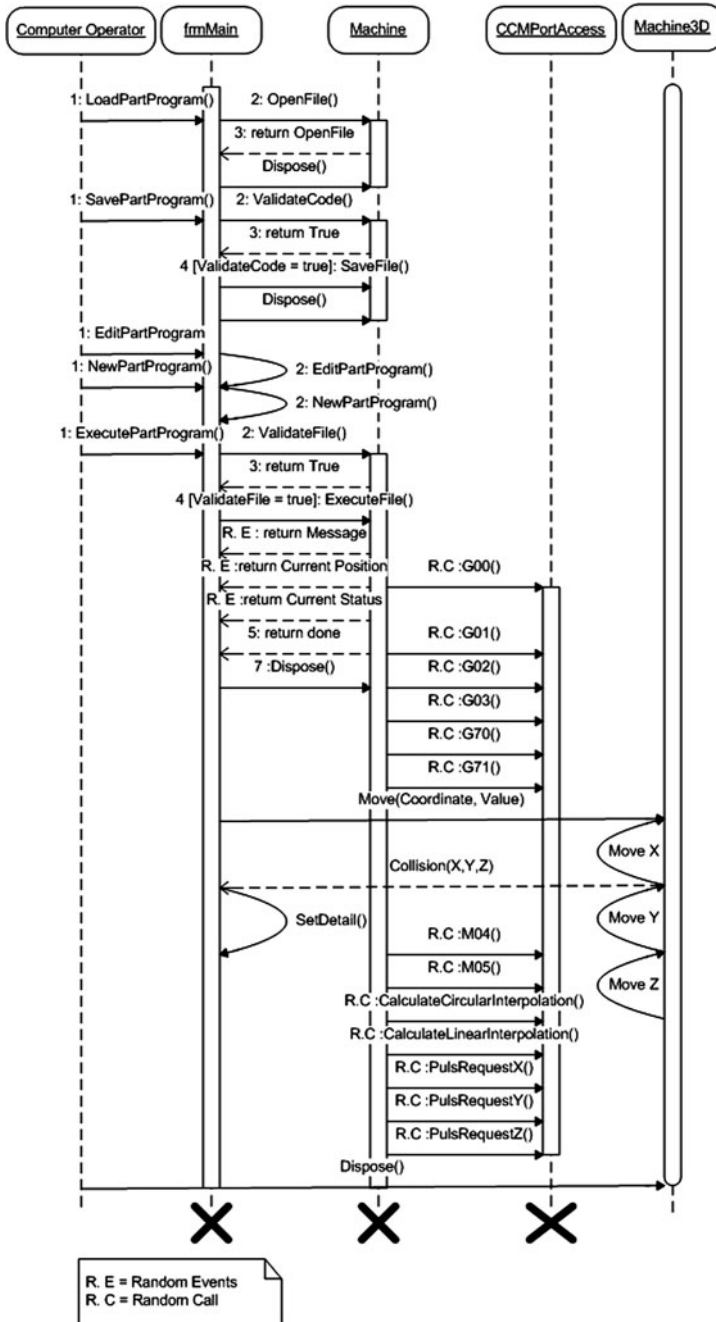 Computer Operator
frmMain
Machine
CCMPortAccess
Machine3D
1: LoadPartProgram()
2: OpenFile()
3: return OpenFile
Dispose()
1: SavePartProgram()
2: ValidateCode()
3: return True
4 [ValidateCode = true]: SaveFile()
Dispose()
1: EditPartProgram
2: EditPartProgram()
1: NewPartProgram()
2: NewPartProgram()
1: ExecutePartProgram()
2: ValidateFile()
3: return True
4 [ValidateFile = true]: ExecuteFile()
R. E : return Message
R. E :return Current Position
R.C :G00()
R. E :return Current Status
5: return done
R.C :G01()
7 :Dispose()
R.C :G02()
R.C :G03()
R.C :G70()
R.C :G71()
Move(Coordinate, Value)
Move X
Collision(X,Y,Z)
SetDetail()
Move Y
R.C :M04()
R.C :M05()
Move Z
R.C :CalculateCircularInterpolation()
R.C :CalculateLinearInterpolation()
R.C :PulsRequestX()
R.C :PulsRequestY()
R.C :PulsRequestZ()
Dispose()
R. E = Random Events
R. C = Random Call